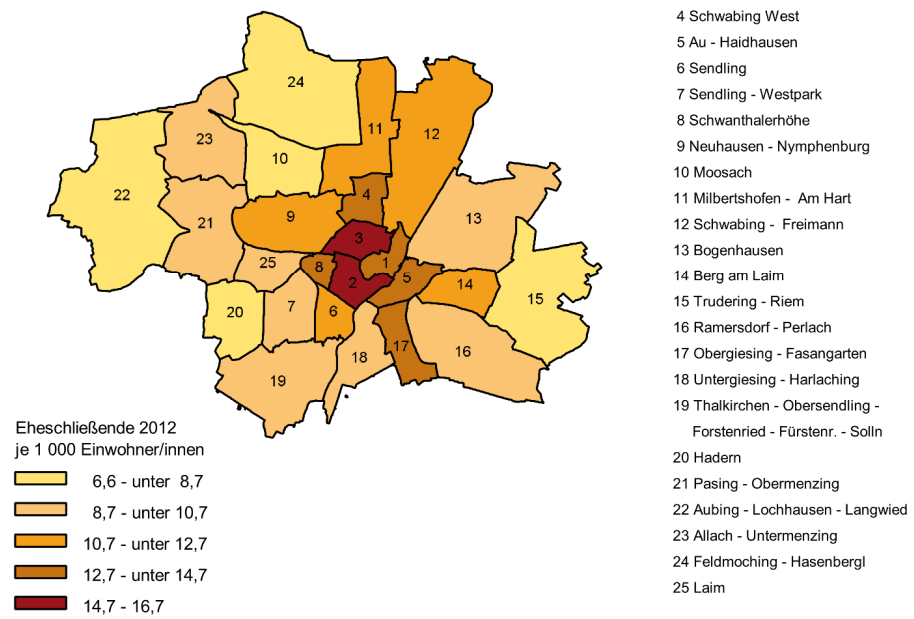 24
11
12
23
10
22
4
21
9
13
3
25
8
1
2
5
14
15
20
7
6
17
18
16
19
Eheschließende 2012
je 1 000 Einwohner/innen
6,6 - unter 8,7
8,7 - unter 10,7
10,7 - unter 12,7
12,7 - unter 14,7
14,7 - 16,7
4 Schwabing West
5 Au - Haidhausen
6 Sendling
7 Sendling - Westpark
8 Schwanthalerhöhe
9 Neuhausen - Nymphenburg
10 Moosach
11 Milbertshofen - Am Hart
12 Schwabing - Freimann
13 Bogenhausen
14 Berg am Laim
15 Trudering - Riem
16 Ramersdorf - Perlach
17 Obergiesing - Fasangarten
18 Untergiesing - Harlaching
19 Thalkirchen - Obersendling -
Forstenried - Fürstenr. - Solln
20 Hadern
21 Pasing - Obermenzing
22 Aubing - Lochhausen - Langwied
23 Allach - Untermenzing
24 Feldmoching - Hasenbergl
25 Laim